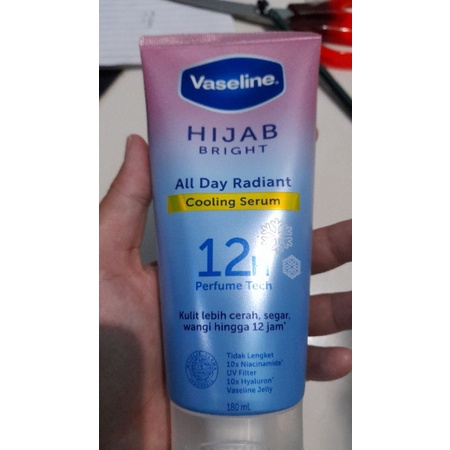 Vaseline.
HIJAB
BRIGHT
All Day Radiant
Cooling Serum
12h
Perfume Tech
Kulit lebih cerah, segar,
wangi hingga 12 jam*
Tidak Lengket
10x Niacinamide*
UV Filter
10x Hyaluron*
Vaseline Jelly
180 mL